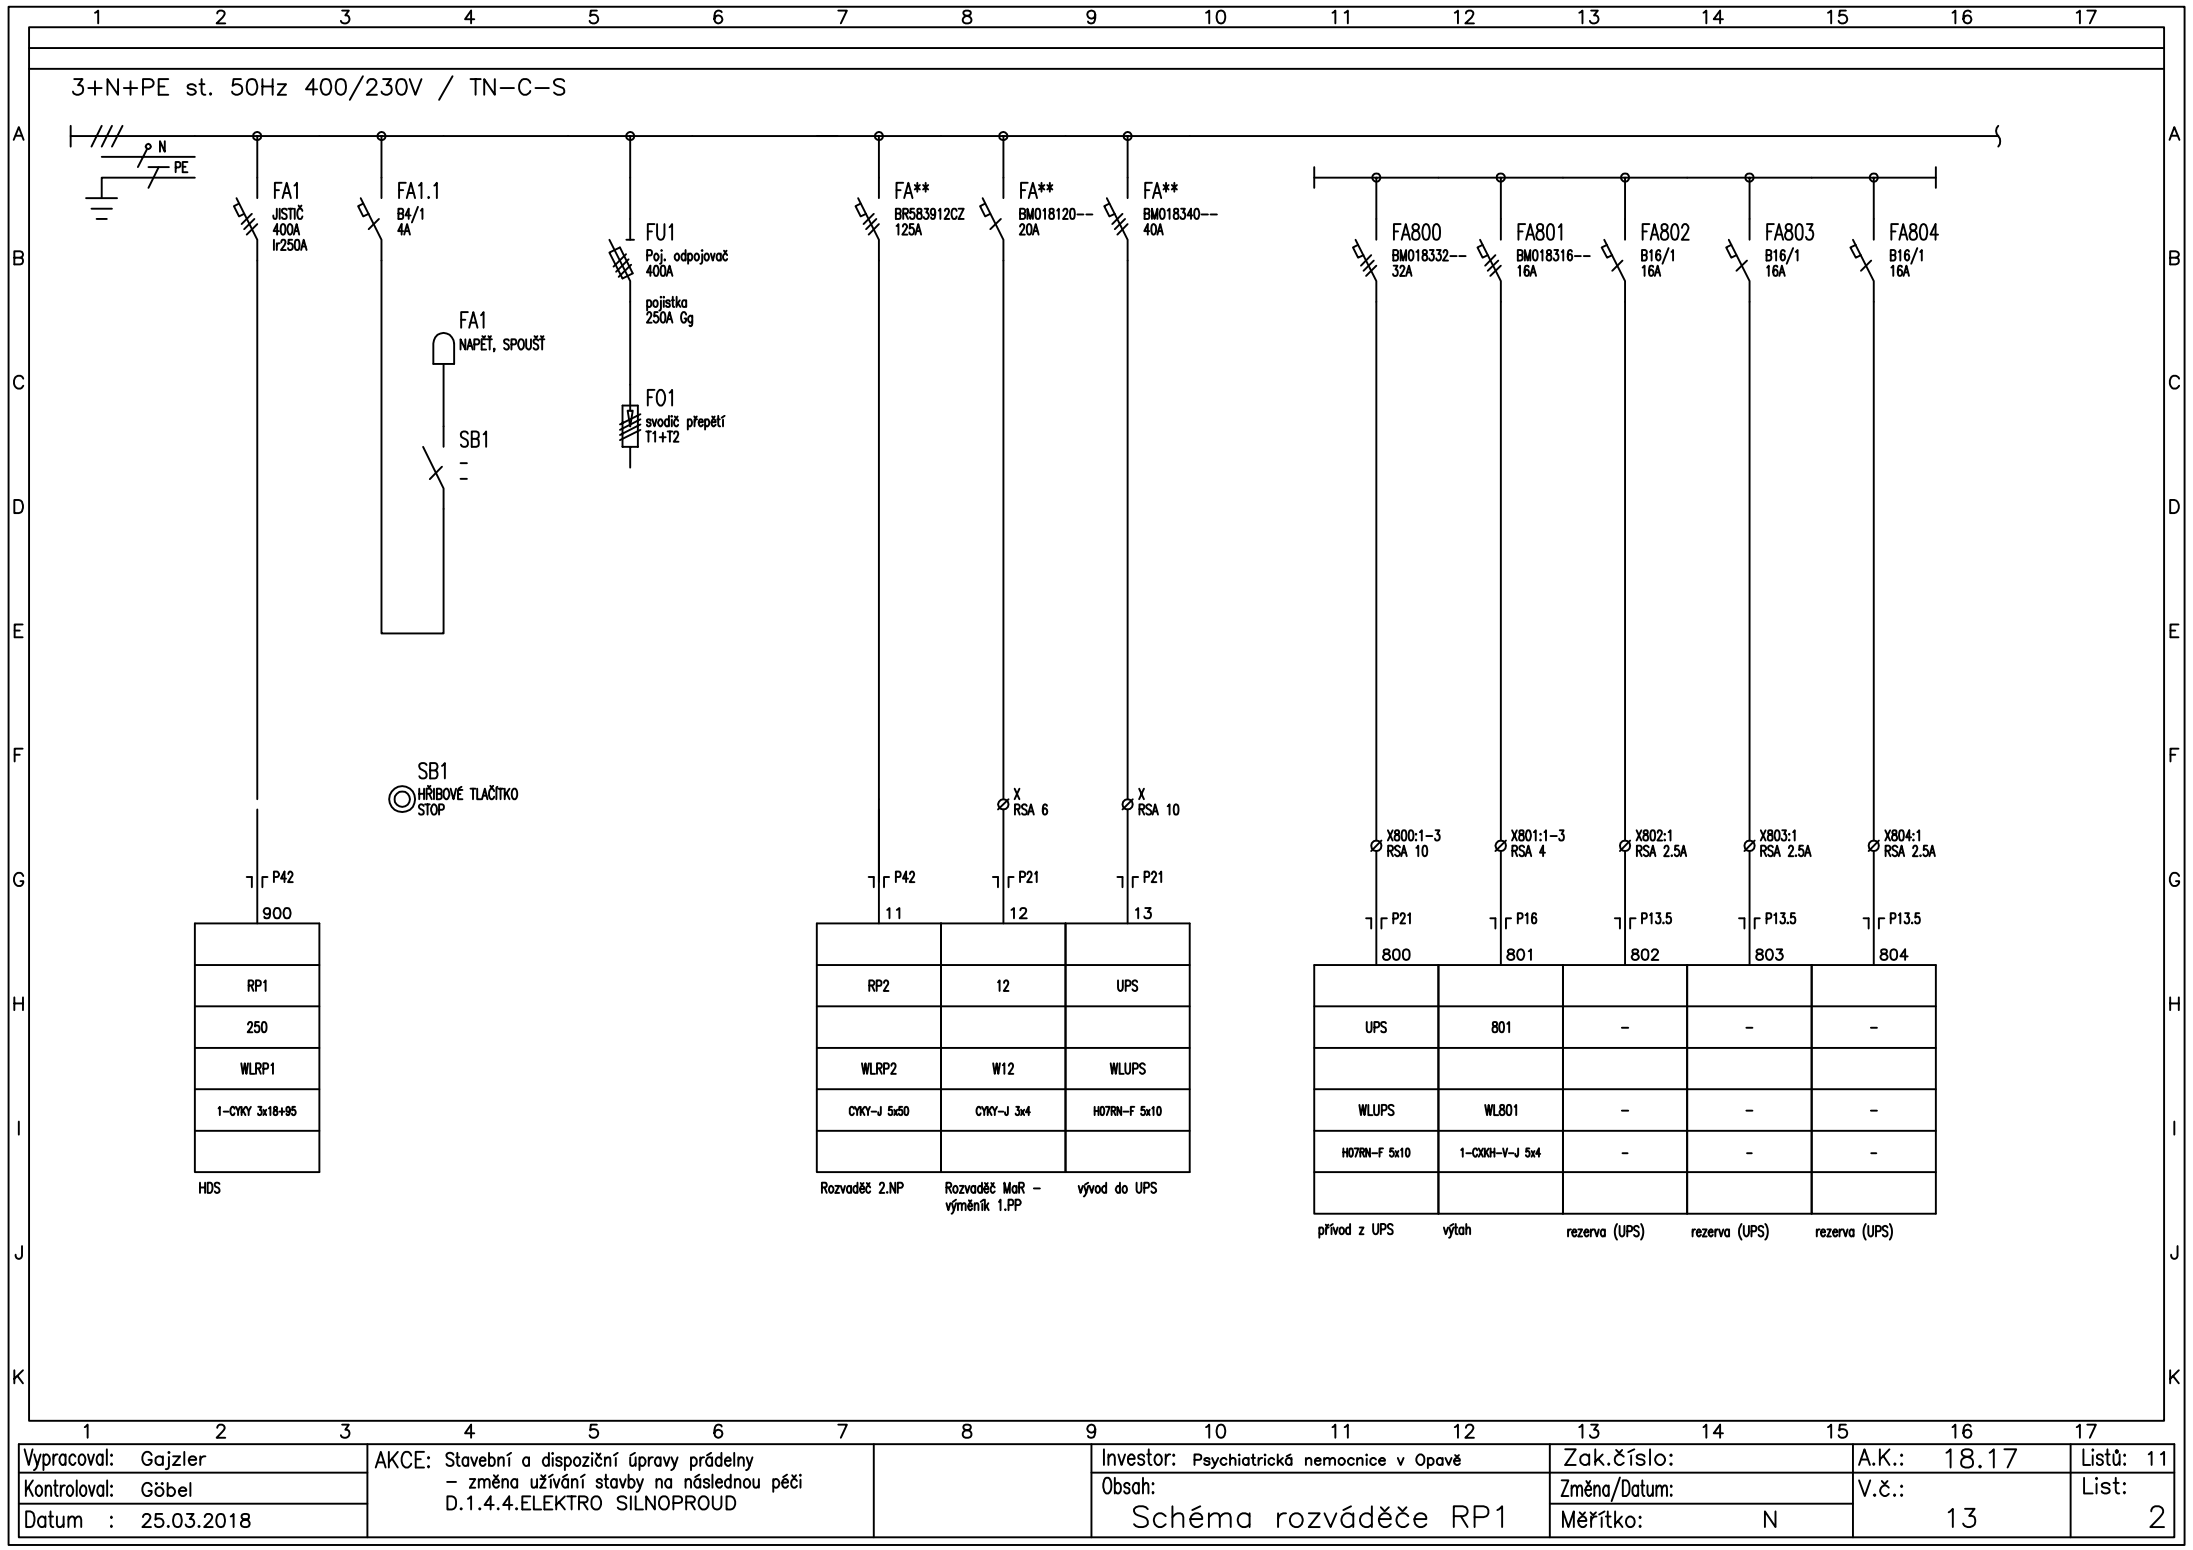 1 2 3 4 5 6 7 8 9 10 11 12 13 14 15 16 17
3+N+PE st. 50Hz 400/230V / TN-C-S
A A
N
PE
FA1
JISTIČ
400A
Ir250A
FA1.1
B4/1
4A
FU1
Poj. odpojovač
400A
pojistka
250A Gg
FA**
BR583912CZ
125A
FA**
BM018120--
20A
FA**
BM018340--
40A
FA800
BM018332--
32A
FA801
BM018316--
16A
FA802
B16/1
16A
FA803
B16/1
16A
FA804
B16/1
16A
B B
FA1
NAPĚŤ, SPOUŠŤ
C C
FO1
svodič přepětí
T1+T2
SB1
-
-
D D
E E
F F
SB1
HŘIBOVÉ TLAČÍTKO
STOP
X
RSA 6
X
RSA 10
X800:1-3
RSA 10
X801:1-3
RSA 4
X802:1
RSA 2.5A
X803:1
RSA 2.5A
X804:1
RSA 2.5A
G G
P42 P42 P21 P21
900 11 12 13
P21 P16 P13.5 P13.5 P13.5
800 801 802 803 804
RP1 RP2 12 UPS
H H
250 UPS 801 - - -
WLRP1 WLRP2 W12 WLUPS
1-CYKY 3x18+95 CYKY-J 5x50 CYKY-J 3x4 H07RN-F 5x10
WLUPS WL801 - - -
I I
H07RN-F 5x10 1-CXKH-V-J 5x4 - - -
HDS
Rozvaděč 2.NP
Rozvaděč MaR -
výměník 1.PP
vývod do UPS
přívod z UPS
výtah
rezerva (UPS)
rezerva (UPS)
rezerva (UPS)
J J
K K
1 2 3 4 5 6 7 8 9 10 11 12 13 14 15 16 17
Vypracoval: Gajzler
Kontroloval: Göbel
Datum : 25.03.2018
AKCE: Stavební a dispoziční úpravy prádelny
- změna užívání stavby na následnou péči
D.1.4.4.ELEKTRO SILNOPROUD
Investor: Psychiatrická nemocnice v Opavě
Obsah:
Schéma rozváděče RP1
Zak.číslo:
Změna/Datum:
Měřítko: N
A.K.: 18.17
V.č.:
13
Listů: 11
List:
2